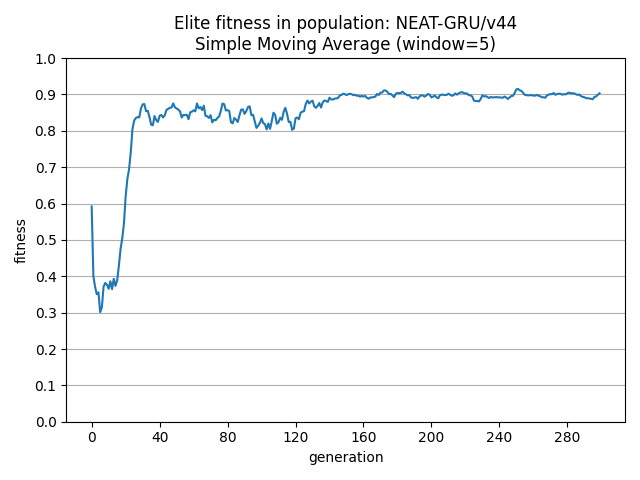 Elite fitness in population: NEAT-GRU/v44
Simple Moving Average (window=5)
1.0
0.9
0.8
0.7
0.6
0.5
0.4
0.3
0.2
0.1
0.0
fitness
0 40 80 120 160 200 240 280
generation